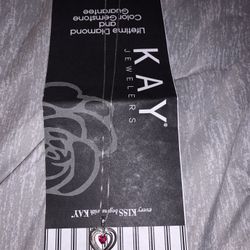 Lifetime Diamond
and
Color Gemstone
Guarantee
KAY
JEWELERS
every KISS begins with KAY®